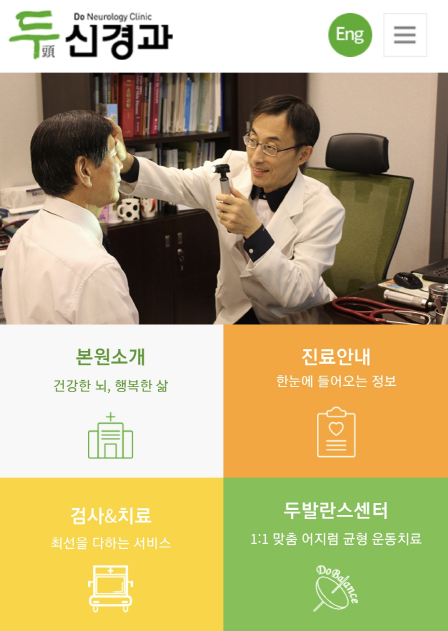 두頭 Do Neurology Clinic
신경과
Eng
본원소개
건강한 뇌, 행복한 삶
진료안내
한눈에 들어오는 정보
검사&치료
최선을 다하는 서비스
두발란스센터
1:1 맞춤 어지럼 균형 운동치료
DoBalance